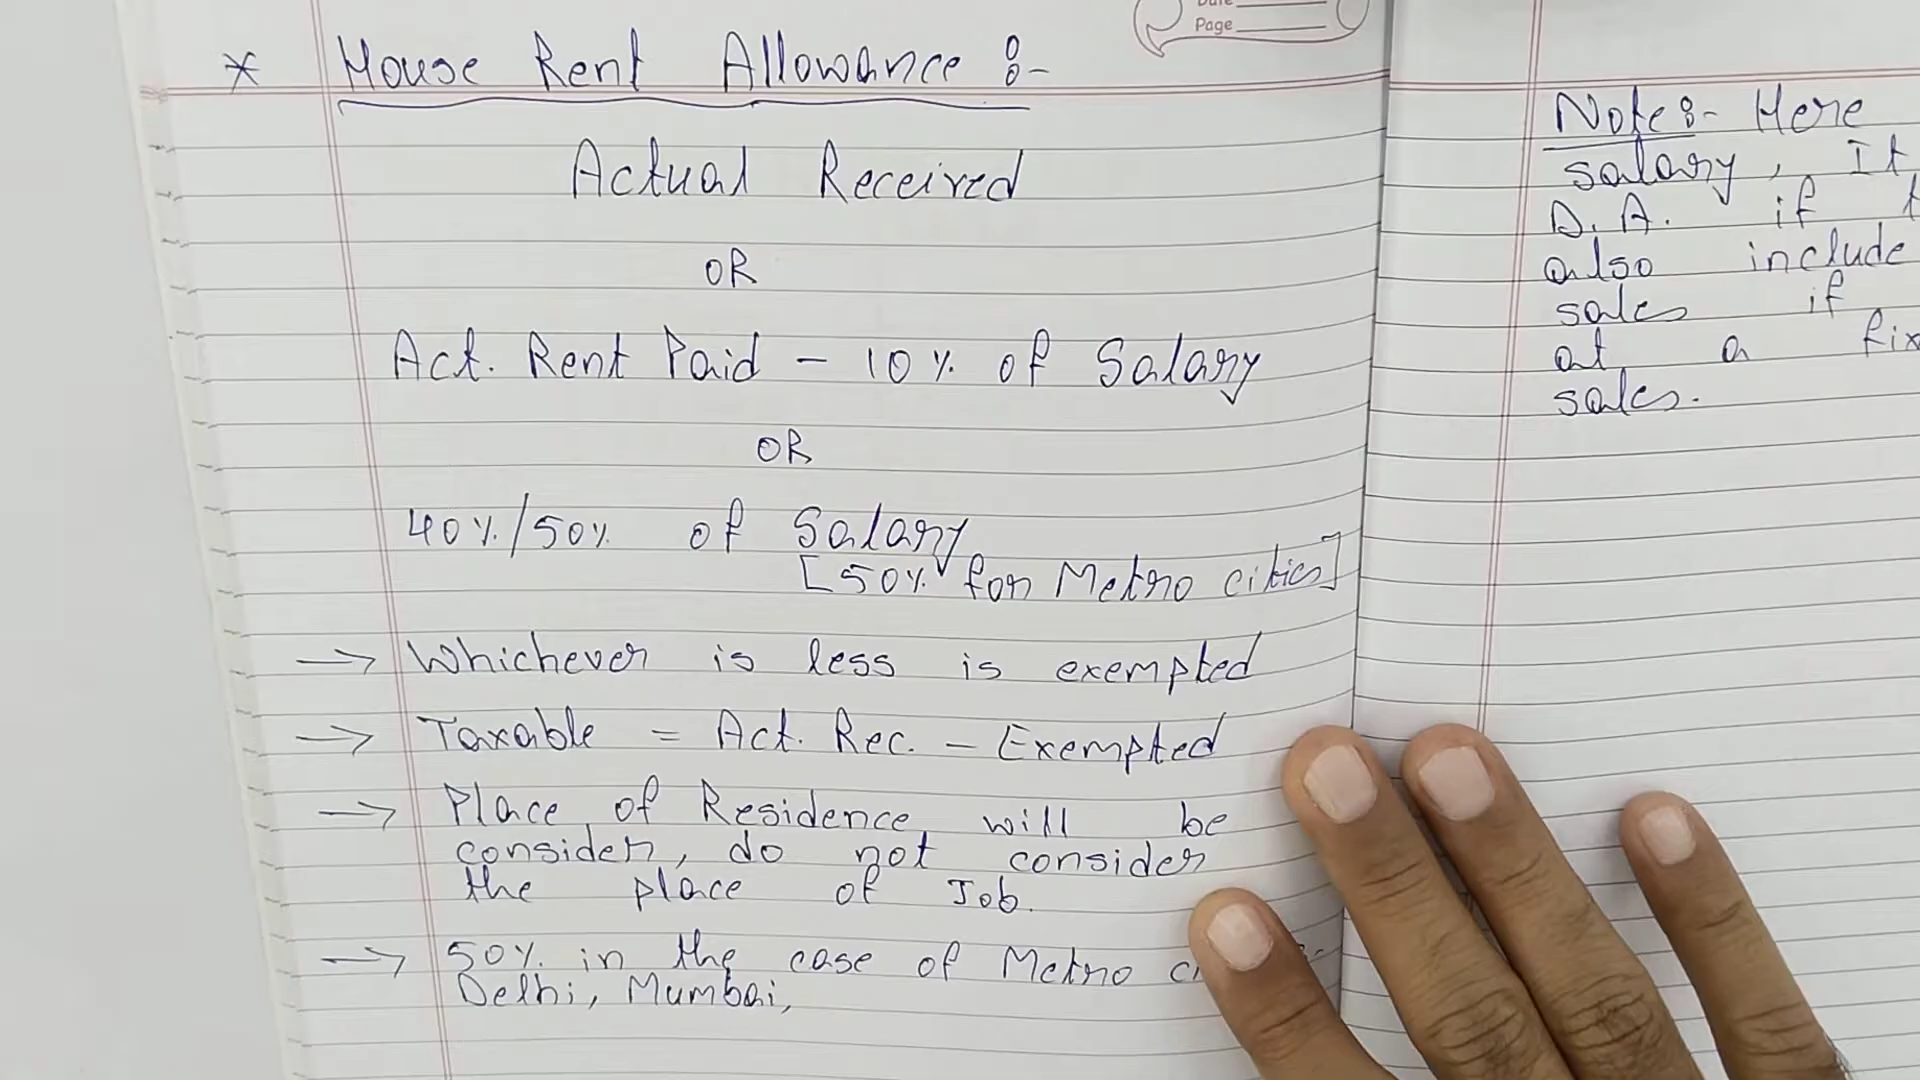 Date
Page
* House Rent Allowance :-
Actual Received
OR
Act. Rent Paid - 10% of Salary
OR
40%/50% of Salary
[50% for Metro cities]
→ Whichever is less is exempted
→ Taxable = Act. Rec. - Exempted
→ Place of Residence will be
consider, do not consider
the place of Job.
→ 50% in the case of Metro
Delhi, Mumbai,
Note:- Here
salary, It
D.A. if
also include
sales if
at a fix
sales.